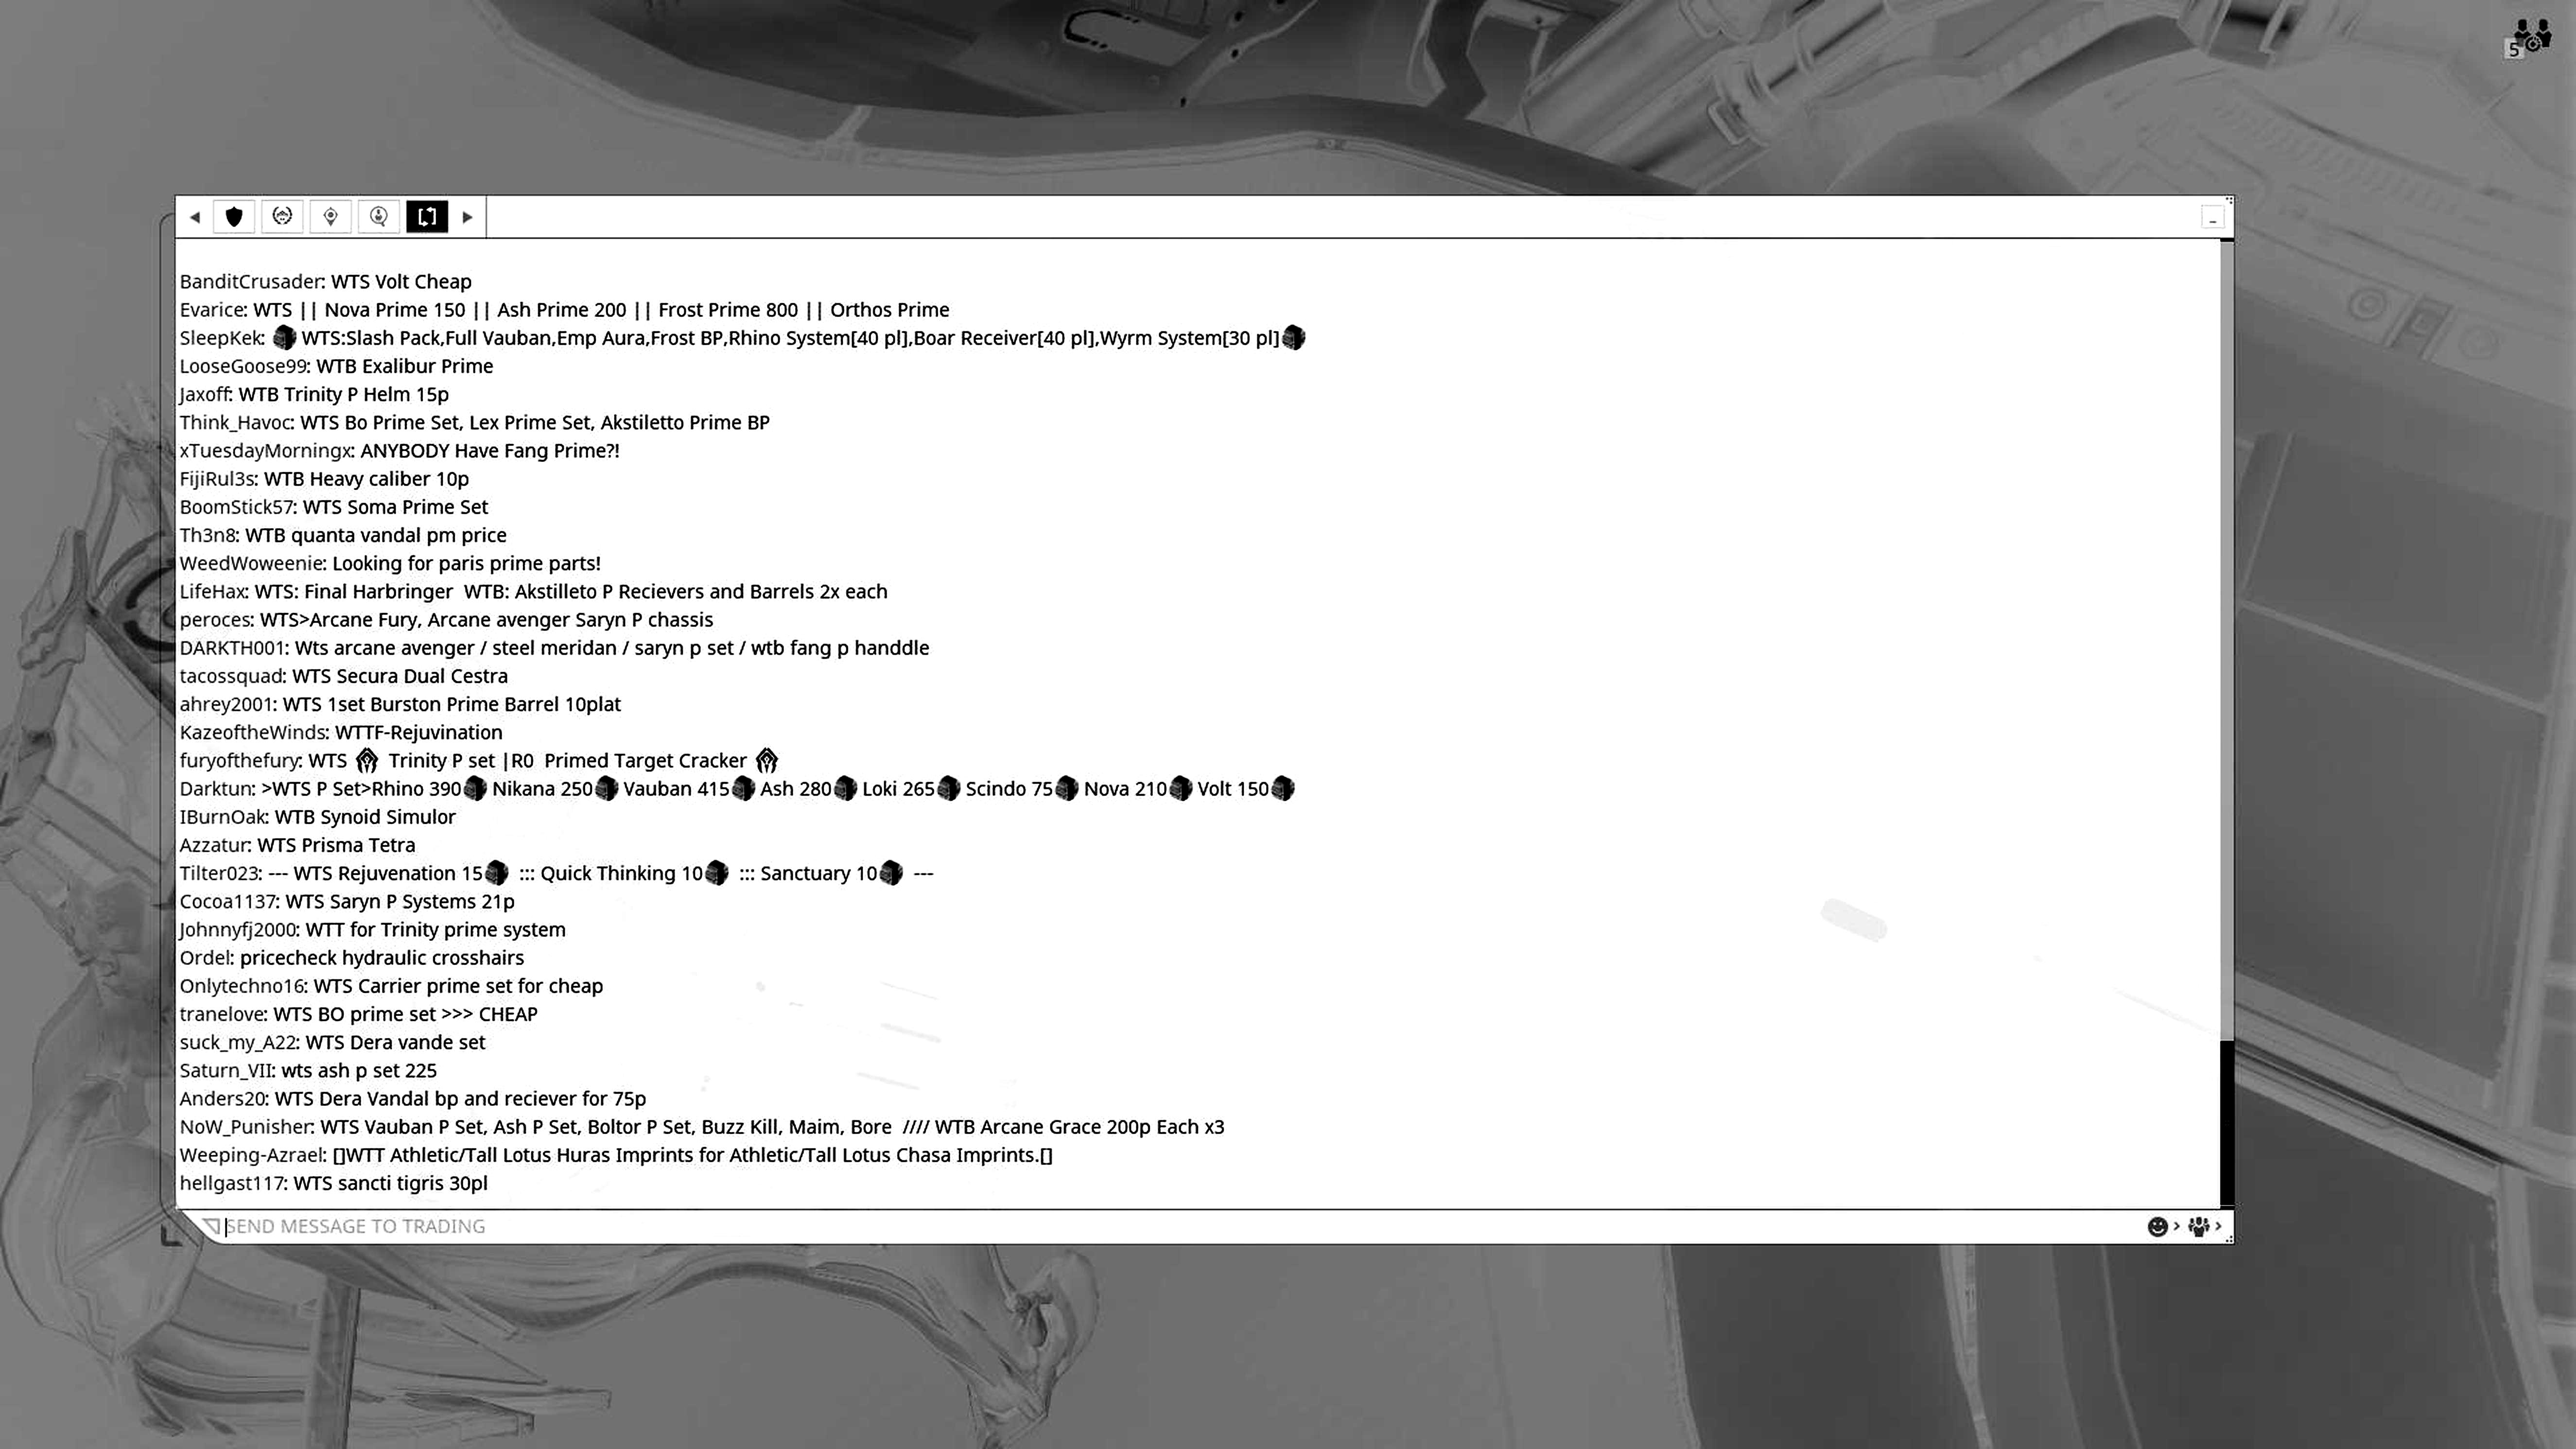 5
BanditCrusader: WTS Volt Cheap
Evarice: WTS || Nova Prime 150 || Ash Prime 200 || Frost Prime 800 || Orthos Prime
SleepKek: WTS:Slash Pack,Full Vauban,Emp Aura,Frost BP,Rhino System[40 pl],Boar Receiver[40 pl],Wyrm System[30 pl]
LooseGoose99: WTB Exalibur Prime
Jaxoff: WTB Trinity P Helm 15p
Think_Havoc: WTS Bo Prime Set, Lex Prime Set, Akstiletto Prime BP
xTuesdayMorningx: ANYBODY Have Fang Prime?!
FijiRul3s: WTB Heavy caliber 10p
BoomStick57: WTS Soma Prime Set
Th3n8: WTB quanta vandal pm price
WeedWoweenie: Looking for paris prime parts!
LifeHax: WTS: Final Harbringer  WTB: Akstilleto P Recievers and Barrels 2x each
peroces: WTS>Arcane Fury, Arcane avenger Saryn P chassis
DARKTH001: Wts arcane avenger / steel meridan / saryn p set / wtb fang p handdle
tacossquad: WTS Secura Dual Cestra
ahrey2001: WTS 1set Burston Prime Barrel 10plat
KazeoftheWinds: WTTF-Rejuvination
furyofthefury: WTS Trinity P set |R0  Primed Target Cracker
Darktun: >WTS P Set>Rhino 390 Nikana 250 Vauban 415 Ash 280 Loki 265 Scindo 75 Nova 210 Volt 150
IBurnOak: WTB Synoid Simulor
Azzatur: WTS Prisma Tetra
Tilter023: --- WTS Rejuvenation 15 ::: Quick Thinking 10 ::: Sanctuary 10 ---
Cocoa1137: WTS Saryn P Systems 21p
Johnnyfj2000: WTT for Trinity prime system
Ordel: pricecheck hydraulic crosshairs
Onlytechno16: WTS Carrier prime set for cheap
tranelove: WTS BO prime set >>> CHEAP
suck_my_A22: WTS Dera vande set
Saturn_VII: wts ash p set 225
Anders20: WTS Dera Vandal bp and reciever for 75p
NoW_Punisher: WTS Vauban P Set, Ash P Set, Boltor P Set, Buzz Kill, Maim, Bore  //// WTB Arcane Grace 200p Each x3
Weeping-Azrael: []WTT Athletic/Tall Lotus Huras Imprints for Athletic/Tall Lotus Chasa Imprints.[]
hellgast117: WTS sancti tigris 30pl
SEND MESSAGE TO TRADING